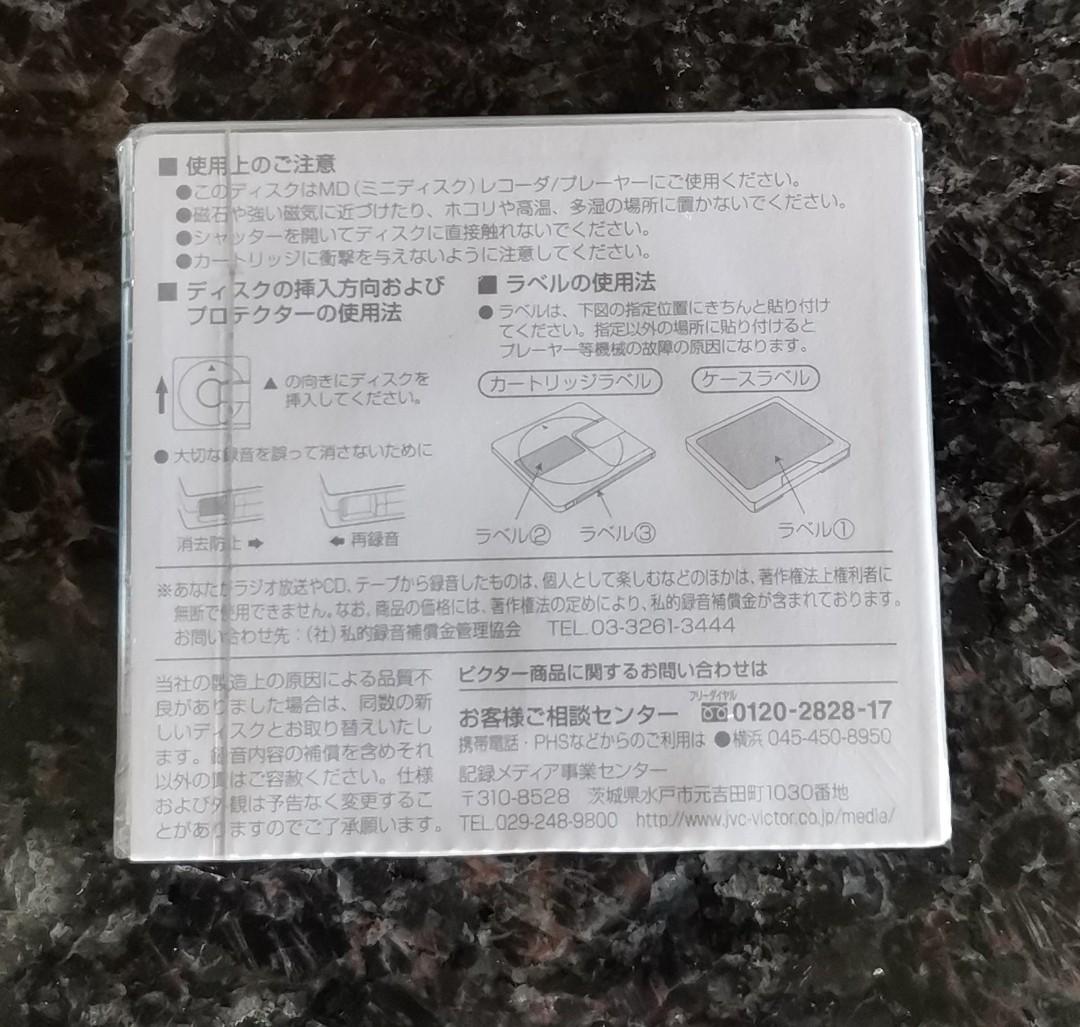 ■ 使用上のご注意
●このディスクはMD（ミニディスク）レコーダ/プレーヤーにご使用ください。
●磁石や強い磁気に近づけたり、ホコリや高温、多湿の場所に置かないでください。
●シャッターを開いてディスクに直接触れないでください。
●カートリッジに衝撃を与えないように注意してください。
■ ディスクの挿入方向および
プロテクターの使用法
▲ の向きにディスクを
挿入してください。
● 大切な録音を誤って消さないために
消去防止 ➡
⬅ 再録音
■ ラベルの使用法
● ラベルは、下図の指定位置にきちんと貼り付け
てください。指定以外の場所に貼り付けると
プレーヤー等機械の故障の原因になります。
カートリッジラベル
ケースラベル
ラベル② ラベル③
ラベル①
※あなたがラジオ放送やCD、テープから録音したものは、個人として楽しむなどのほかは、著作権法上権利者に
無断で使用できません。なお、商品の価格には、著作権法の定めにより、私的録音補償金が含まれております。
お問い合わせ先：（社）私的録音補償金管理協会 TEL.03-3261-3444
当社の製造上の原因による品質不
良がありました場合は、同数の新
しいディスクとお取り替えいたし
ます。録音内容の補償を含めそれ
以外の責はご容赦ください。仕様
および外観は予告なく変更するこ
とがありますのでご了承願います。
ビクター商品に関するお問い合わせは
フリーダイヤル
お客様ご相談センター 0120-2828-17
携帯電話・PHSなどからのご利用は ●横浜 045-450-8950
記録メディア事業センター
〒310-8528 茨城県水戸市元吉田町1030番地
TEL.029-248-9800 http://www.jvc-victor.co.jp/media/